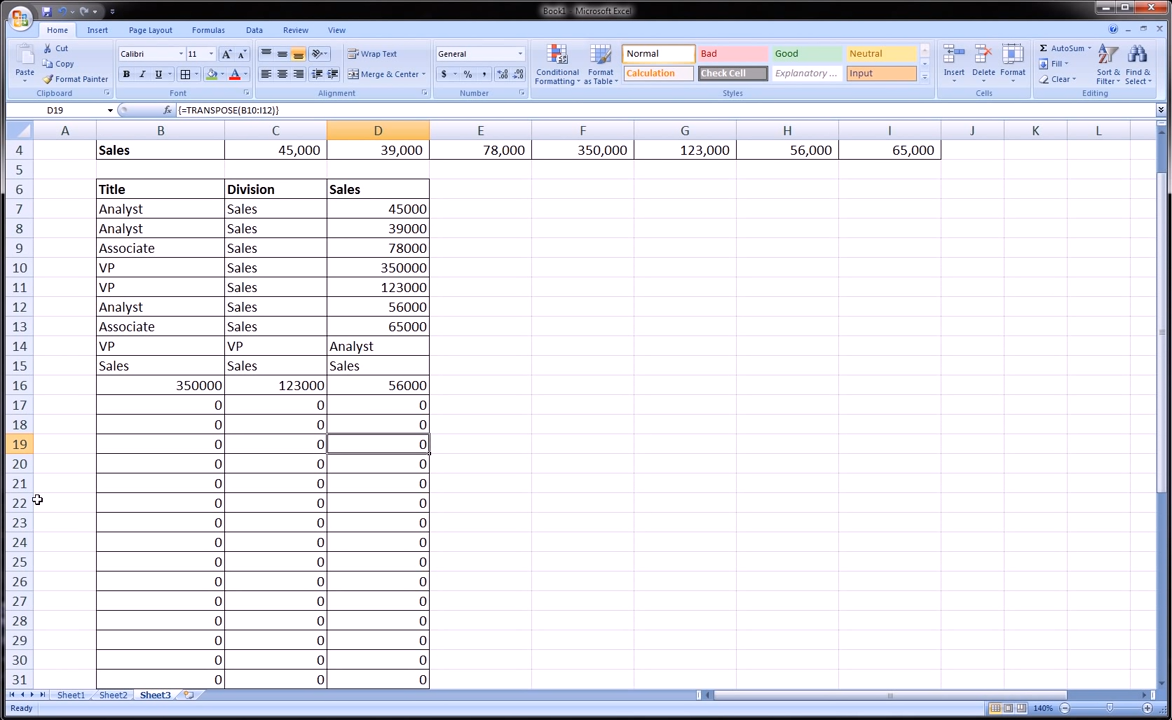 Book1 - Microsoft Excel
Home Insert Page Layout Formulas Data Review View
Paste Cut Copy Format Painter
Calibri 11 A A B I U A
Wrap Text Merge & Center
General $ % ,
Conditional Formatting Format as Table
Normal Bad Good Neutral
Calculation Check Cell Explanatory ... Input
Insert Delete Format
Σ AutoSum Fill Clear Sort & Filter Find & Select
Clipboard Font Alignment Number Styles Cells Editing
D19 fx {=TRANSPOSE(B10:I12)}
A B C D E F G H I J K L
4 Sales 45,000 39,000 78,000 350,000 123,000 56,000 65,000
5
6 Title Division Sales
7 Analyst Sales 45000
8 Analyst Sales 39000
9 Associate Sales 78000
10 VP Sales 350000
11 VP Sales 123000
12 Analyst Sales 56000
13 Associate Sales 65000
14 VP VP Analyst
15 Sales Sales Sales
16 350000 123000 56000
17 0 0 0
18 0 0 0
19 0 0 0
20 0 0 0
21 0 0 0
22 0 0 0
23 0 0 0
24 0 0 0
25 0 0 0
26 0 0 0
27 0 0 0
28 0 0 0
29 0 0 0
30 0 0 0
31 0 0 0
Sheet1 Sheet2 Sheet3
Ready 140%